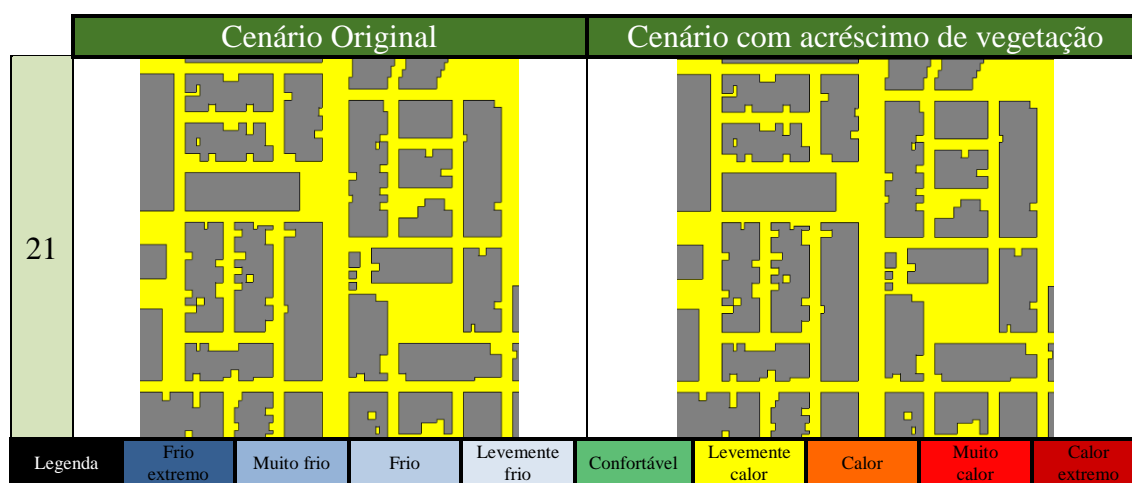 Cenário Original
Cenário com acréscimo de vegetação
21
Legenda
Frio
extremo
Muito frio
Frio
Levemente
frio
Confortável
Levemente
calor
Calor
Muito
calor
Calor
extremo